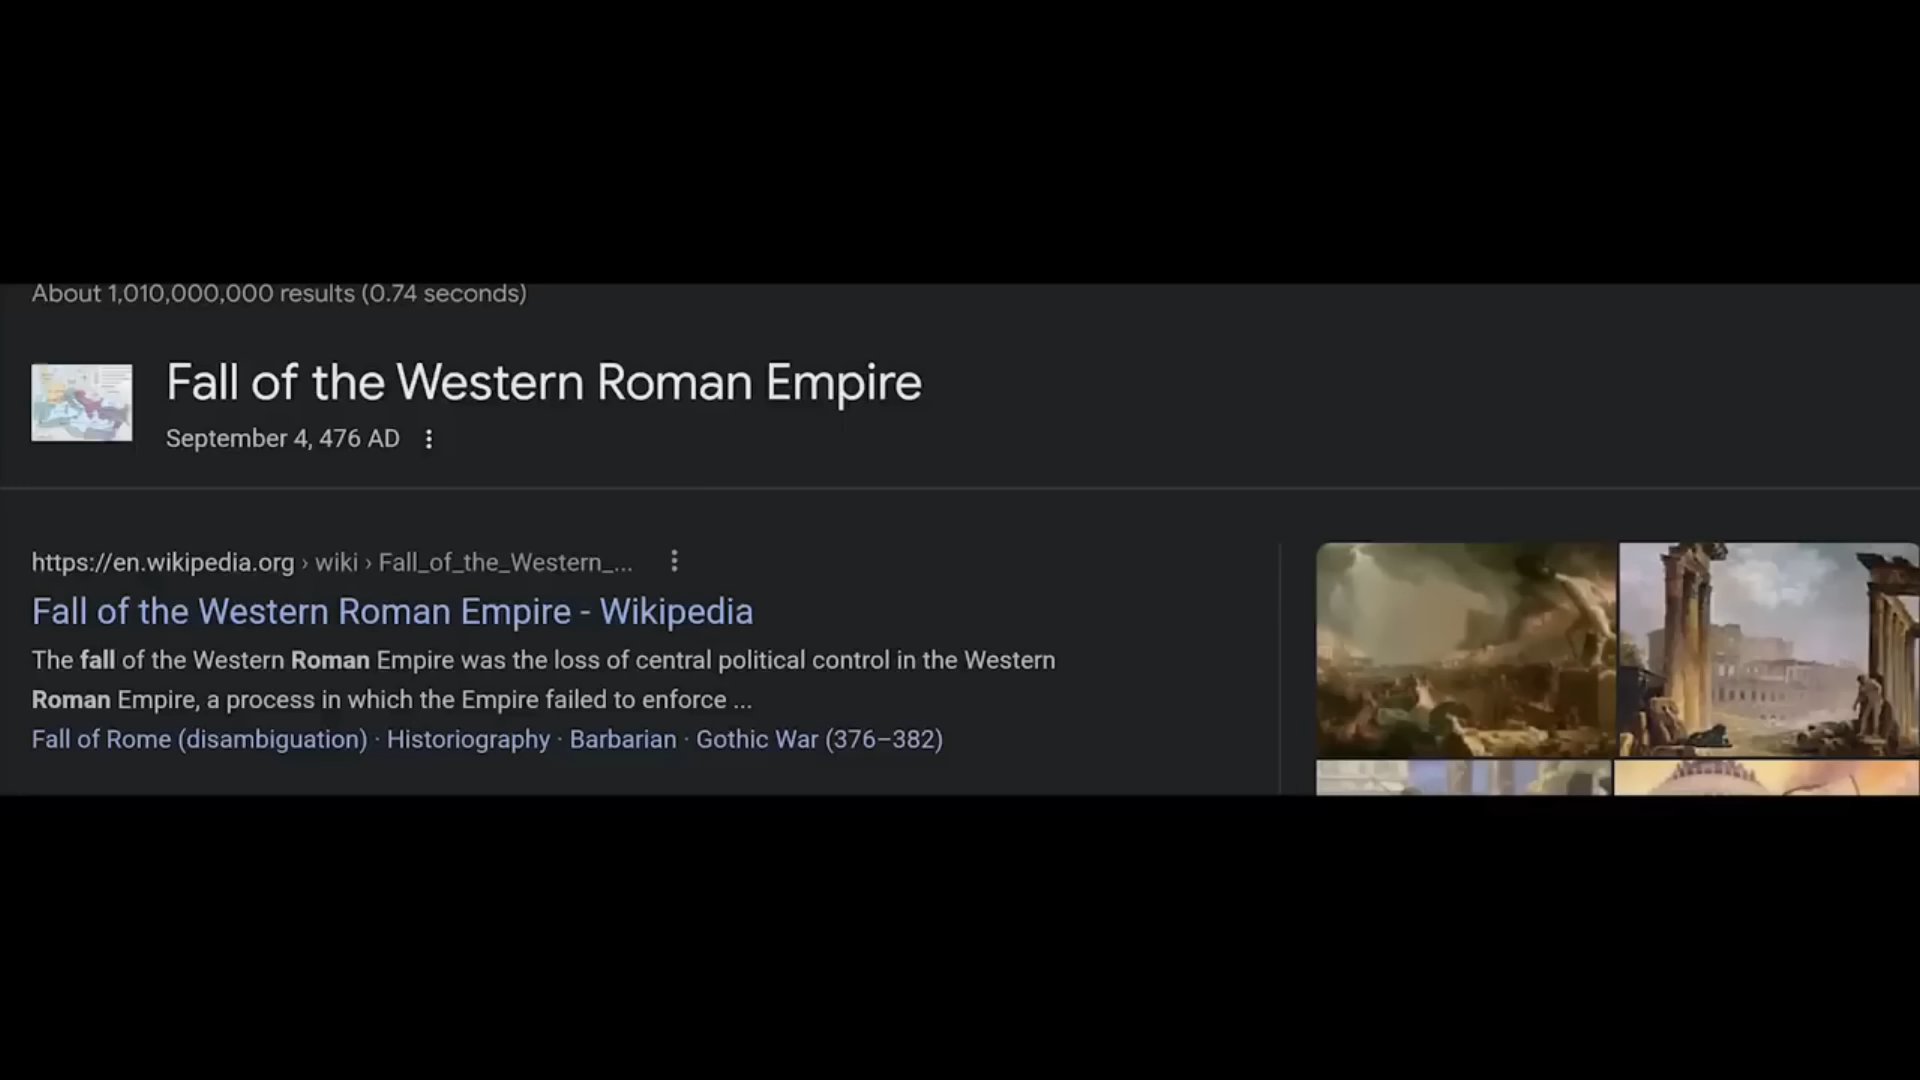 About 1,010,000,000 results (0.74 seconds)
Fall of the Western Roman Empire
September 4, 476 AD
https://en.wikipedia.org › wiki › Fall_of_the_Western_...
Fall of the Western Roman Empire - Wikipedia
The fall of the Western Roman Empire was the loss of central political control in the Western
Roman Empire, a process in which the Empire failed to enforce ...
Fall of Rome (disambiguation) · Historiography · Barbarian · Gothic War (376–382)